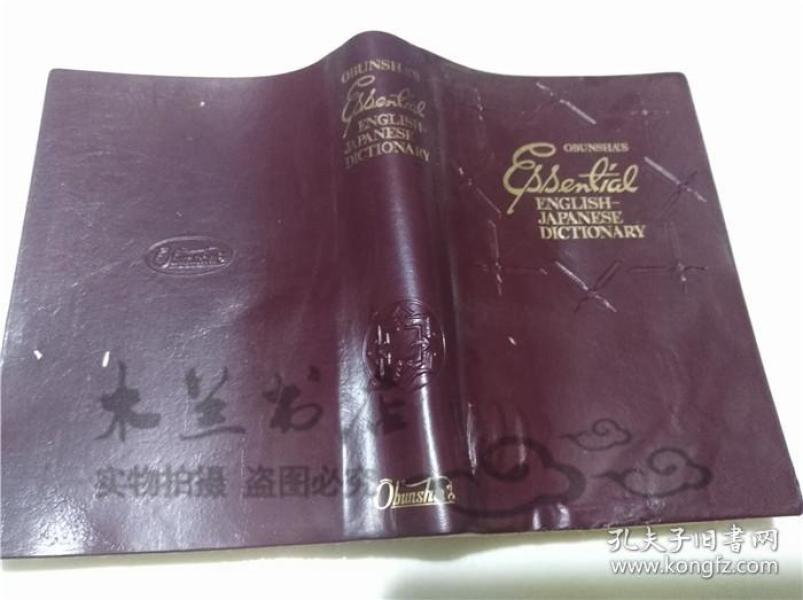 OBUNSHA'S
Essential
ENGLISH-
JAPANESE
DICTIONARY
OBUNSHA'S
Essential
ENGLISH-
JAPANESE
DICTIONARY
Obunsha
木兰书店
实物拍摄 盗图必究
Obunsha
孔夫子旧书网
www.kongfz.com